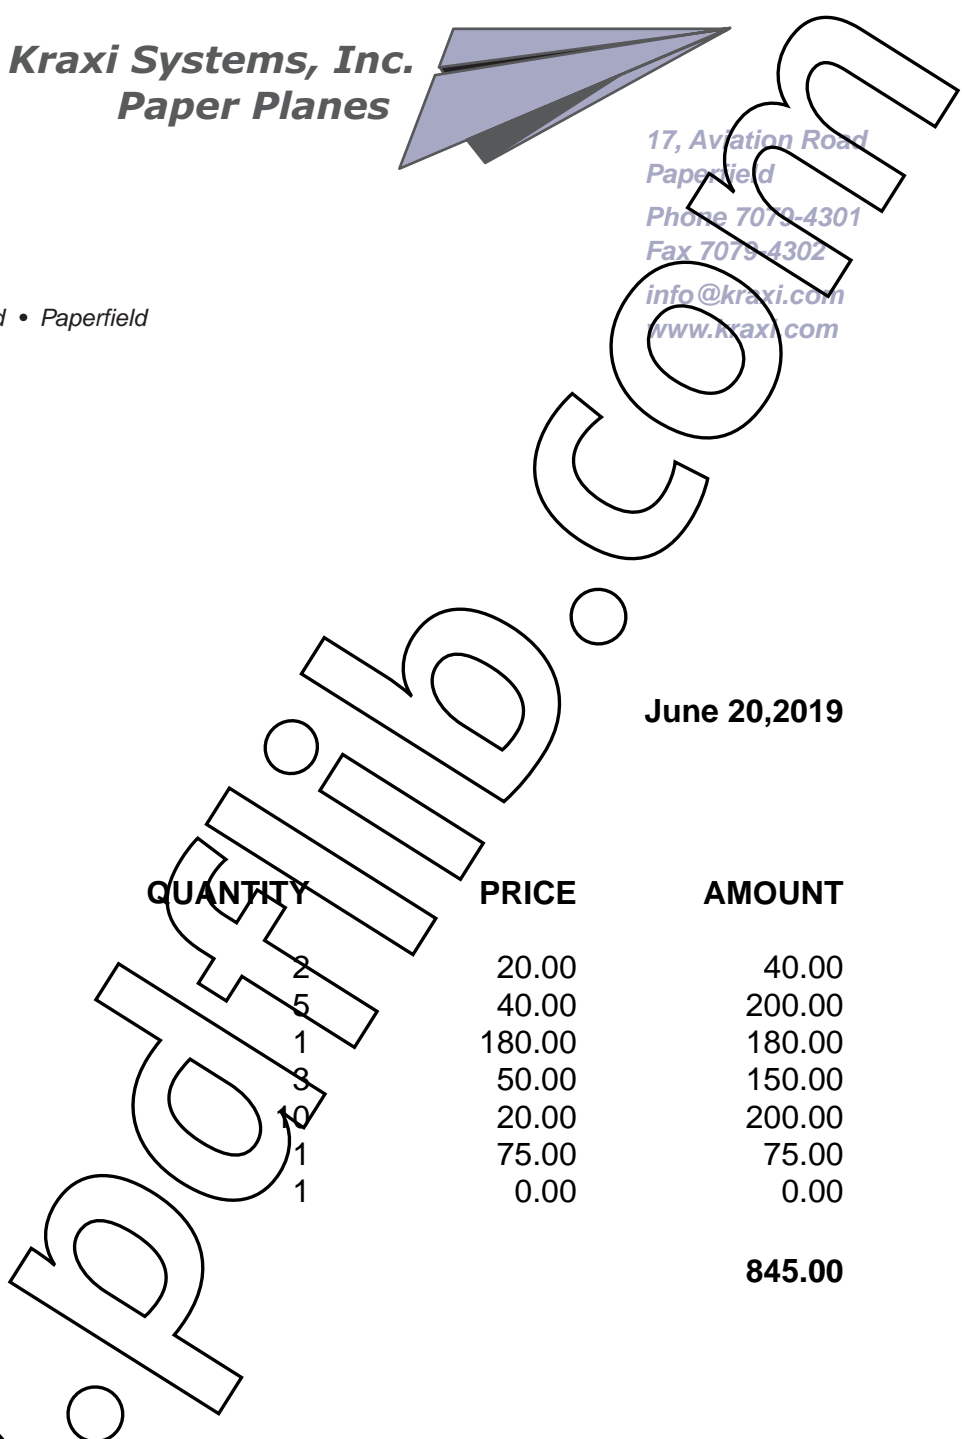 Kraxi Systems, Inc.
Paper Planes
17, Aviation Road
Paperfield
Phone 7079-4301
Fax 7079-4302
info@kraxi.com
www.kraxi.com
• Paperfield
June 20,2019
QUANTITY PRICE AMOUNT
2 20.00 40.00
5 40.00 200.00
1 180.00 180.00
3 50.00 150.00
10 20.00 200.00
1 75.00 75.00
1 0.00 0.00
845.00
.pdflib.com